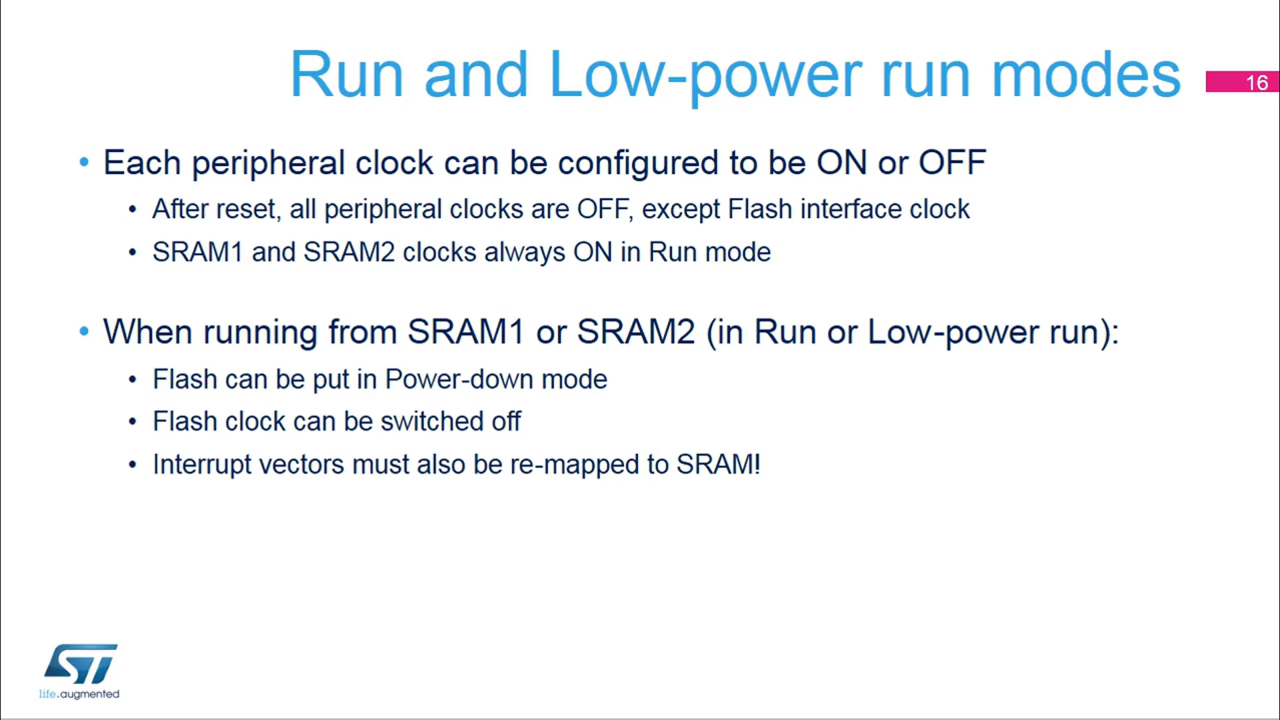 Run and Low-power run modes
16
• Each peripheral clock can be configured to be ON or OFF
• After reset, all peripheral clocks are OFF, except Flash interface clock
• SRAM1 and SRAM2 clocks always ON in Run mode
• When running from SRAM1 or SRAM2 (in Run or Low-power run):
• Flash can be put in Power-down mode
• Flash clock can be switched off
• Interrupt vectors must also be re-mapped to SRAM!
ST
life.augmented